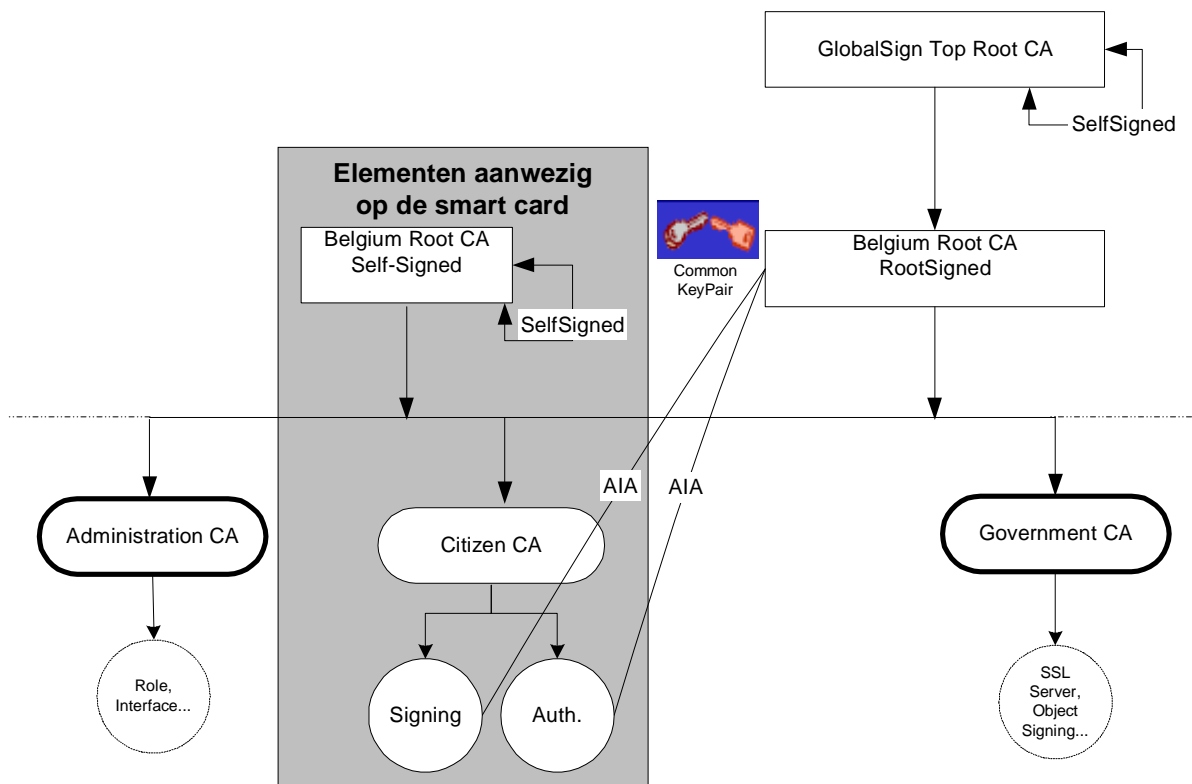 GlobalSign Top Root CA
SelfSigned
Elementen aanwezig
op de smart card
Belgium Root CA
Self-Signed
SelfSigned
Common
KeyPair
Belgium Root CA
RootSigned
AIA
AIA
Administration CA
Citizen CA
Government CA
Role,
Interface...
Signing
Auth.
SSL
Server,
Object
Signing...